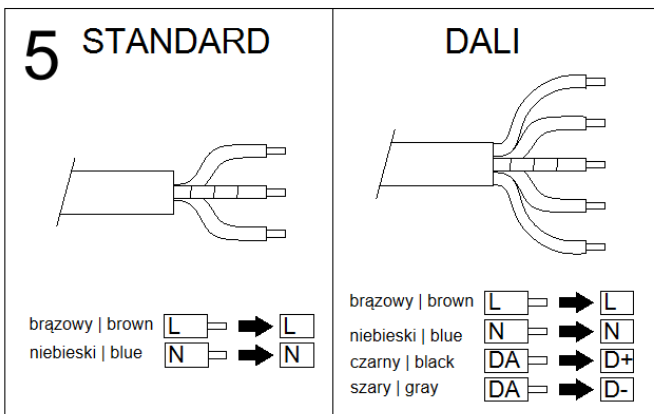 5 STANDARD
brązowy | brown L L
niebieski | blue N N
DALI
brązowy | brown L L
niebieski | blue N N
czarny | black DA D+
szary | gray DA D-